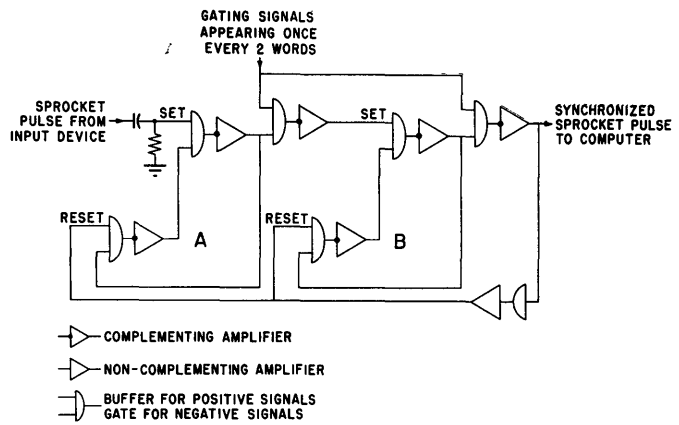 GATING SIGNALS
APPEARING ONCE
EVERY 2 WORDS
SPROCKET
PULSE FROM
INPUT DEVICE
SET
SET
SYNCHRONIZED
SPROCKET PULSE
TO COMPUTER
RESET
A
RESET
B
COMPLEMENTING AMPLIFIER
NON-COMPLEMENTING AMPLIFIER
BUFFER FOR POSITIVE SIGNALS
GATE FOR NEGATIVE SIGNALS